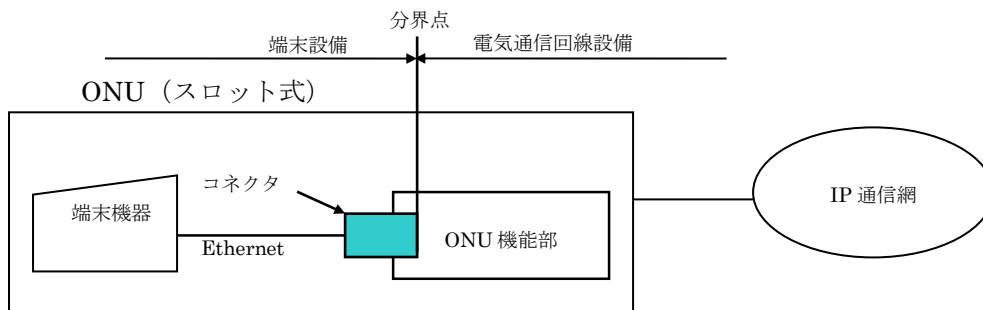 分界点
端末設備
電気通信回線設備
ONU（スロット式）
コネクタ
端末機器
Ethernet
ONU 機能部
IP 通信網